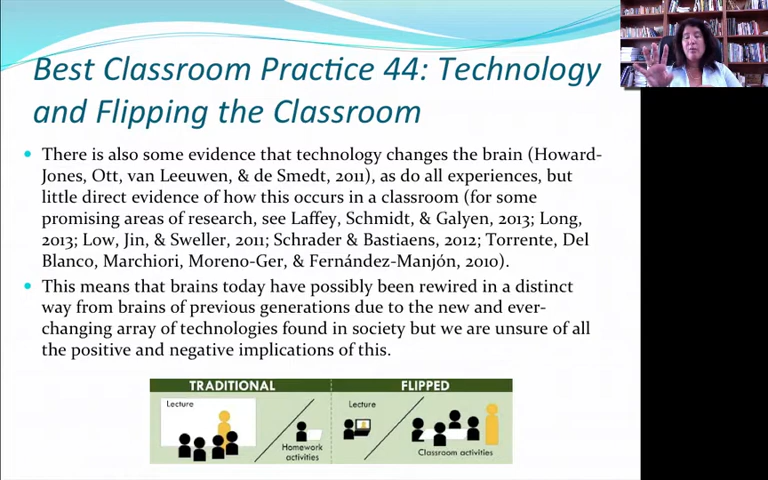 Best Classroom Practice 44: Technology
and Flipping the Classroom
• There is also some evidence that technology changes the brain (Howard-
Jones, Ott, van Leeuwen, & de Smedt, 2011), as do all experiences, but
little direct evidence of how this occurs in a classroom (for some
promising areas of research, see Laffey, Schmidt, & Galyen, 2013; Long,
2013; Low, Jin, & Sweller, 2011; Schrader & Bastiaens, 2012; Torrente, Del
Blanco, Marchiori, Moreno-Ger, & Fernández-Manjón, 2010).
• This means that brains today have possibly been rewired in a distinct
way from brains of previous generations due to the new and ever-
changing array of technologies found in society but we are unsure of all
the positive and negative implications of this.
TRADITIONAL
Lecture
Homework
activities
FLIPPED
Lecture
Classroom activities